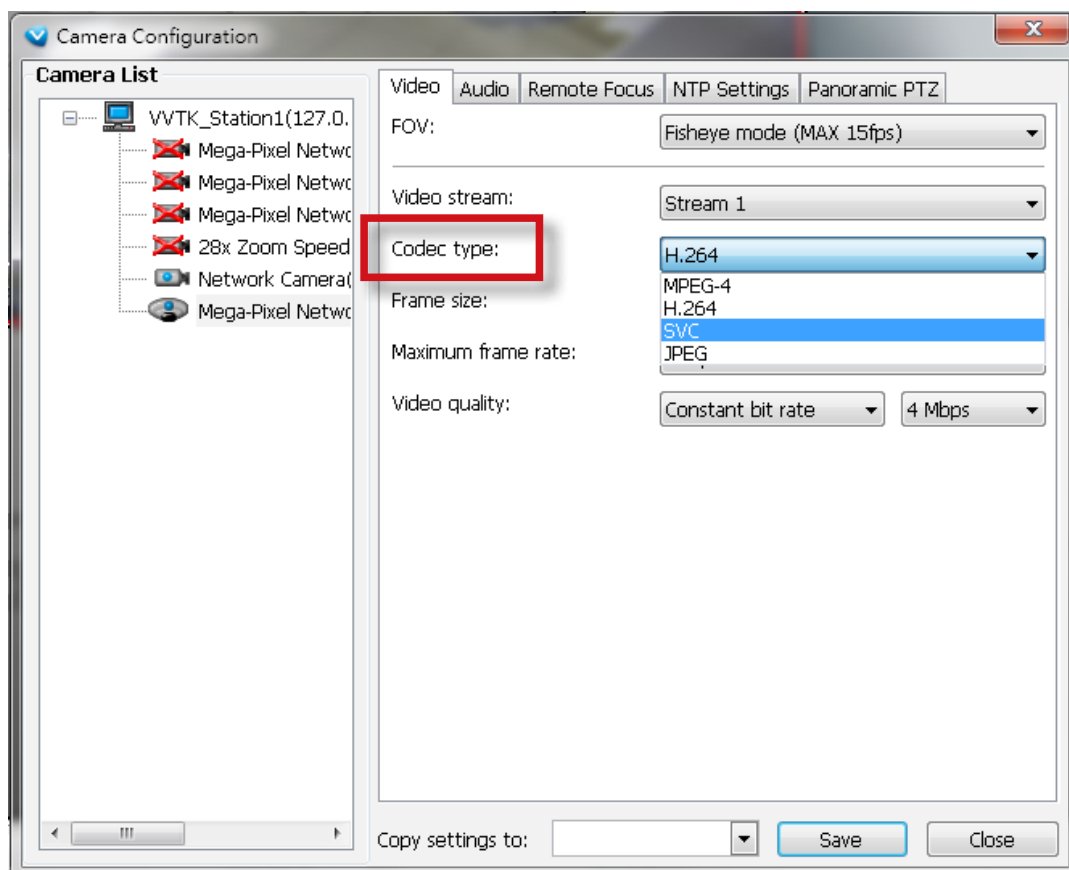 Camera Configuration
Camera List
VVTK_Station1(127.0.
Mega-Pixel Netwo
Mega-Pixel Netwo
Mega-Pixel Netwo
28x Zoom Speed
Network Camera(
Mega-Pixel Netwo
Video Audio Remote Focus NTP Settings Panoramic PTZ
FOV: Fisheye mode (MAX 15fps)
Video stream: Stream 1
Codec type: H.264
MPEG-4
H.264
SVC
JPEG
Frame size:
Maximum frame rate:
Video quality: Constant bit rate 4 Mbps
Copy settings to: Save Close